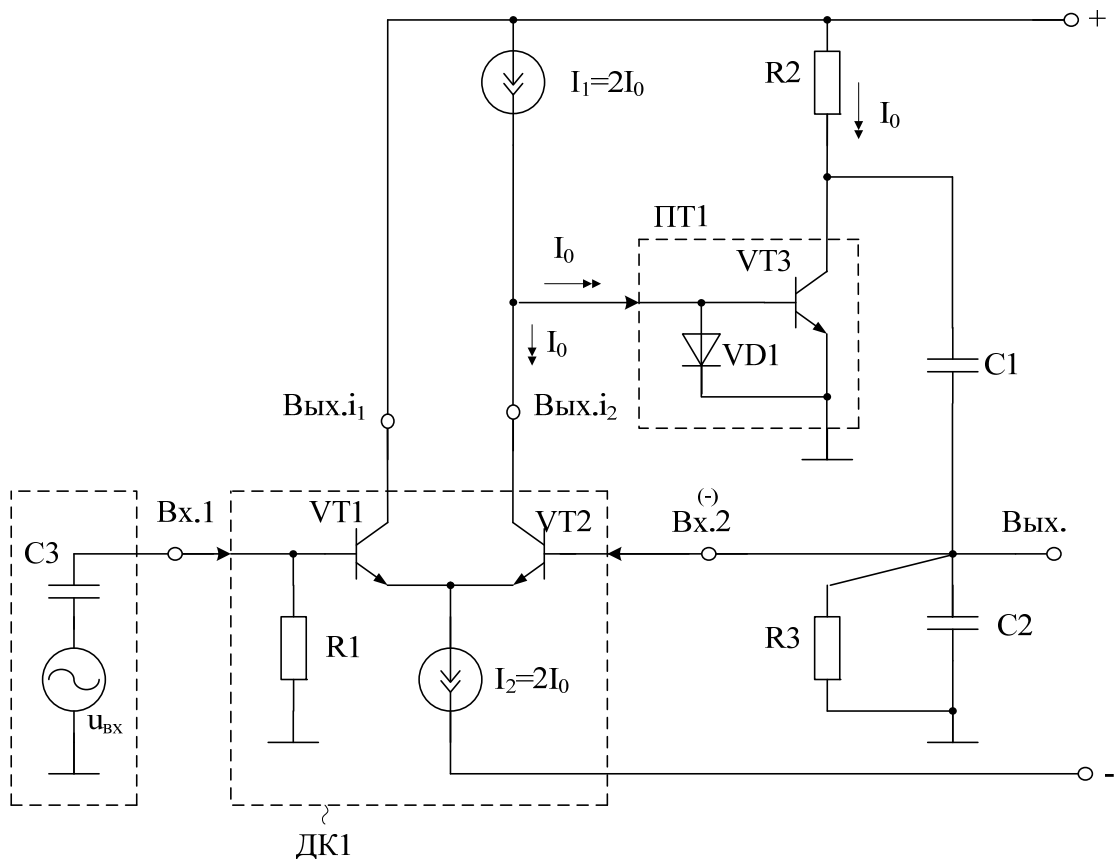 +
R2
I₁=2I₀
I₀
ПТ1
I₀
VT3
I₀
VD1
C1
Вых.i₁
Вых.i₂
(-)
Вх.1
VT1
VT2
Вх.2
Вых.
C3
R1
R3
C2
I₂=2I₀
uвх
-
ДК1